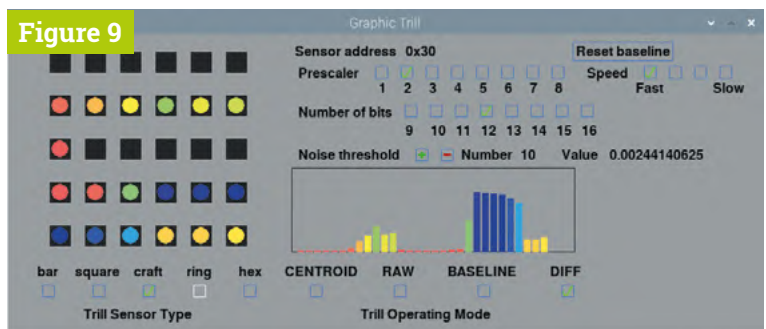 Figure 9
Graphic Trill
Sensor address 0x30 Reset baseline
Prescaler Speed
1 2 3 4 5 6 7 8 Fast Slow
Number of bits
9 10 11 12 13 14 15 16
Noise threshold + - Number 10 Value 0.00244140625
bar square craft ring hex CENTROID RAW BASELINE DIFF
Trill Sensor Type Trill Operating Mode